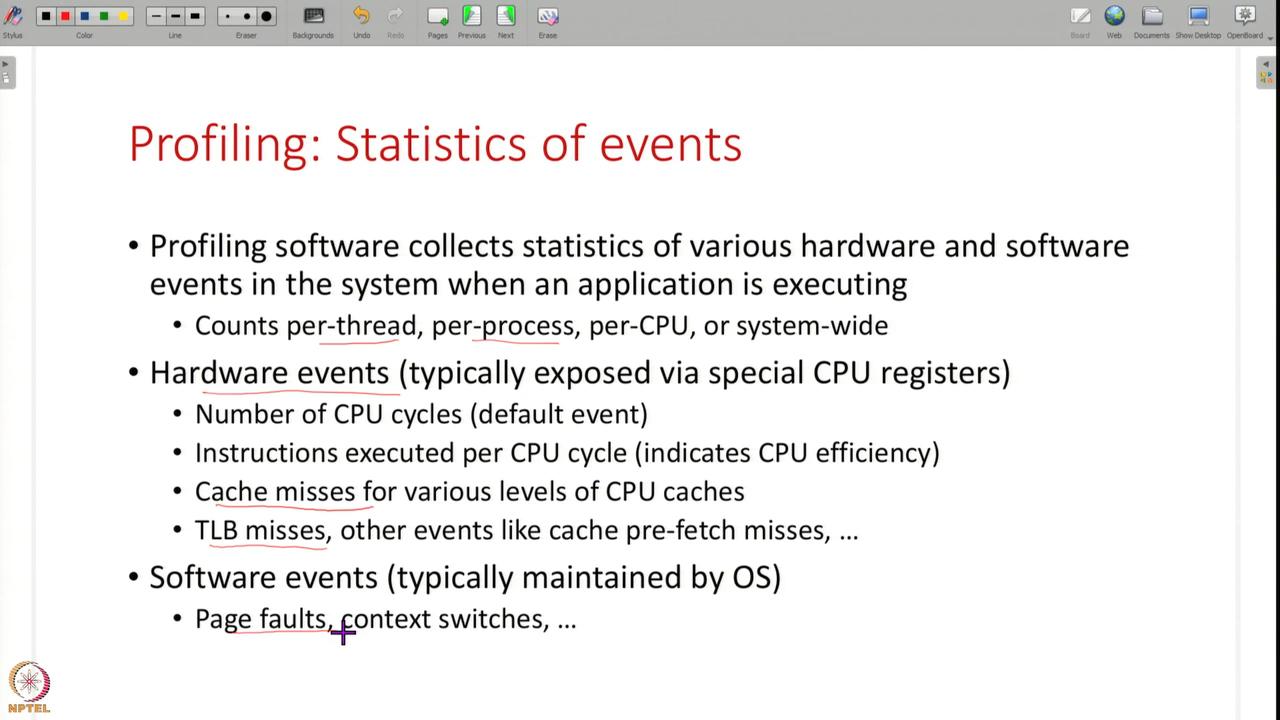 Stylus
Color
Line
Eraser
Backgrounds
Undo
Redo
Pages
Previous
Next
Erase
Board
Web
Documents
Show Desktop
OpenBoard
Profiling: Statistics of events
• Profiling software collects statistics of various hardware and software
events in the system when an application is executing
• Counts per-thread, per-process, per-CPU, or system-wide
• Hardware events (typically exposed via special CPU registers)
• Number of CPU cycles (default event)
• Instructions executed per CPU cycle (indicates CPU efficiency)
• Cache misses for various levels of CPU caches
• TLB misses, other events like cache pre-fetch misses, ...
• Software events (typically maintained by OS)
• Page faults, context switches, ...
NPTEL